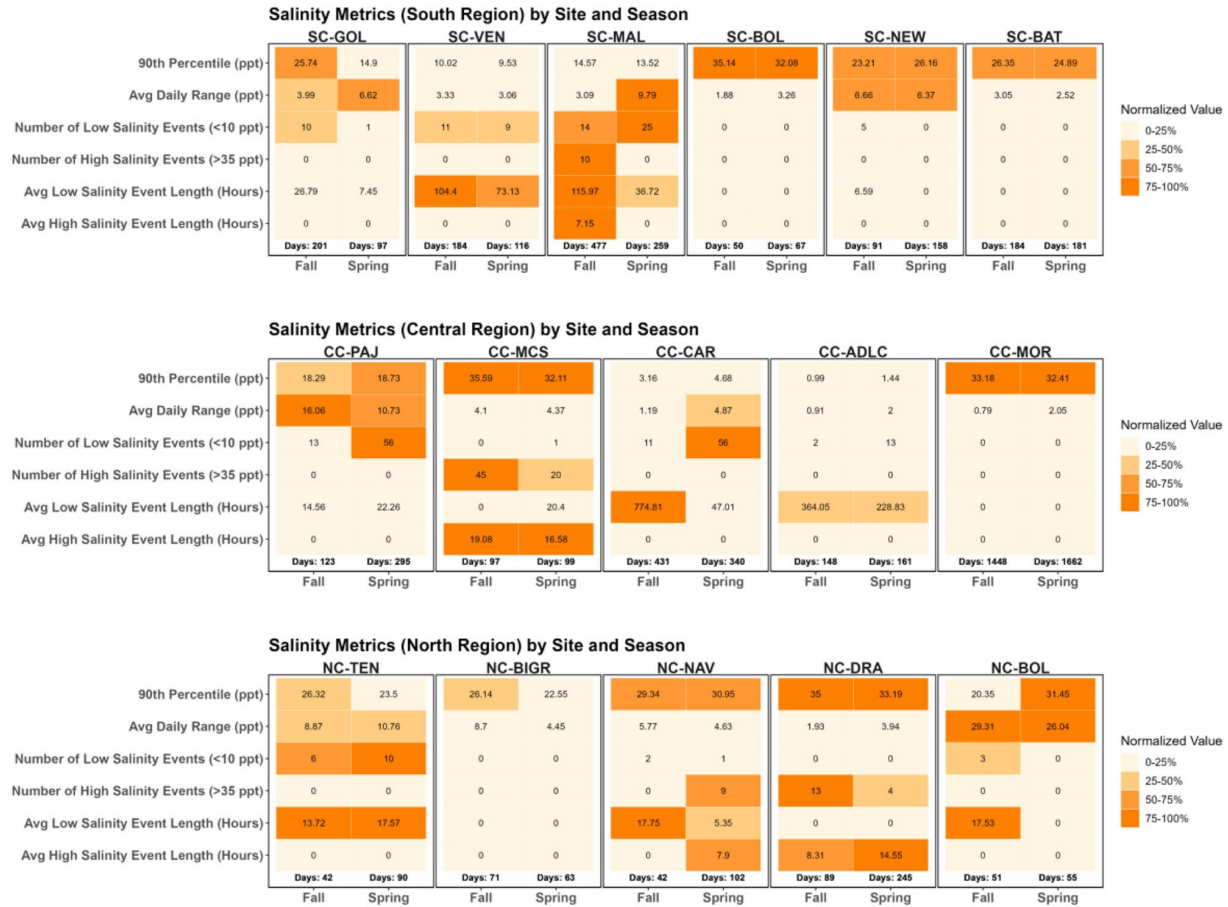 Salinity Metrics (South Region) by Site and Season
SC-GOL SC-VEN SC-MAL SC-BOL SC-NEW SC-BAT
90th Percentile (ppt) 25.74 14.9 10.02 9.53 14.57 13.52 35.14 32.08 23.21 26.16 26.35 24.89
Avg Daily Range (ppt) 3.99 6.62 3.33 3.06 3.09 9.79 1.88 3.26 6.66 6.37 3.05 2.52
Number of Low Salinity Events (<10 ppt) 10 1 11 9 14 25 0 0 5 0 0 0
Number of High Salinity Events (>35 ppt) 0 0 0 0 10 0 0 0 0 0 0 0
Avg Low Salinity Event Length (Hours) 26.79 7.45 104.4 73.13 115.97 36.72 0 0 6.59 0 0 0
Avg High Salinity Event Length (Hours) 0 0 0 0 7.15 0 0 0 0 0 0 0
Days: 201 Days: 97 Days: 184 Days: 116 Days: 477 Days: 259 Days: 50 Days: 67 Days: 91 Days: 158 Days: 184 Days: 181
Fall Spring Fall Spring Fall Spring Fall Spring Fall Spring Fall Spring
Normalized Value
0-25%
25-50%
50-75%
75-100%
Salinity Metrics (Central Region) by Site and Season
CC-PAJ CC-MCS CC-CAR CC-ADLC CC-MOR
90th Percentile (ppt) 18.29 18.73 35.59 32.11 3.16 4.68 0.99 1.44 33.18 32.41
Avg Daily Range (ppt) 16.06 10.73 4.1 4.37 1.19 4.87 0.91 2 0.79 2.05
Number of Low Salinity Events (<10 ppt) 13 56 0 1 11 56 2 13 0 0
Number of High Salinity Events (>35 ppt) 0 0 45 20 0 0 0 0 0 0
Avg Low Salinity Event Length (Hours) 14.56 22.26 0 20.4 774.81 47.01 364.05 228.83 0 0
Avg High Salinity Event Length (Hours) 0 0 19.08 16.58 0 0 0 0 0 0
Days: 123 Days: 295 Days: 97 Days: 99 Days: 431 Days: 340 Days: 148 Days: 161 Days: 1448 Days: 1662
Fall Spring Fall Spring Fall Spring Fall Spring Fall Spring
Normalized Value
0-25%
25-50%
50-75%
75-100%
Salinity Metrics (North Region) by Site and Season
NC-TEN NC-BIGR NC-NAV NC-DRA NC-BOL
90th Percentile (ppt) 26.32 23.5 26.14 22.55 29.34 30.95 35 33.19 20.35 31.45
Avg Daily Range (ppt) 8.87 10.76 8.7 4.45 5.77 4.63 1.93 3.94 29.31 26.04
Number of Low Salinity Events (<10 ppt) 6 10 0 0 2 1 0 0 3 0
Number of High Salinity Events (>35 ppt) 0 0 0 0 0 9 13 4 0 0
Avg Low Salinity Event Length (Hours) 13.72 17.57 0 0 17.75 5.35 0 0 17.53 0
Avg High Salinity Event Length (Hours) 0 0 0 0 0 7.9 8.31 14.55 0 0
Days: 42 Days: 90 Days: 71 Days: 63 Days: 42 Days: 102 Days: 89 Days: 245 Days: 51 Days: 55
Fall Spring Fall Spring Fall Spring Fall Spring Fall Spring
Normalized Value
0-25%
25-50%
50-75%
75-100%